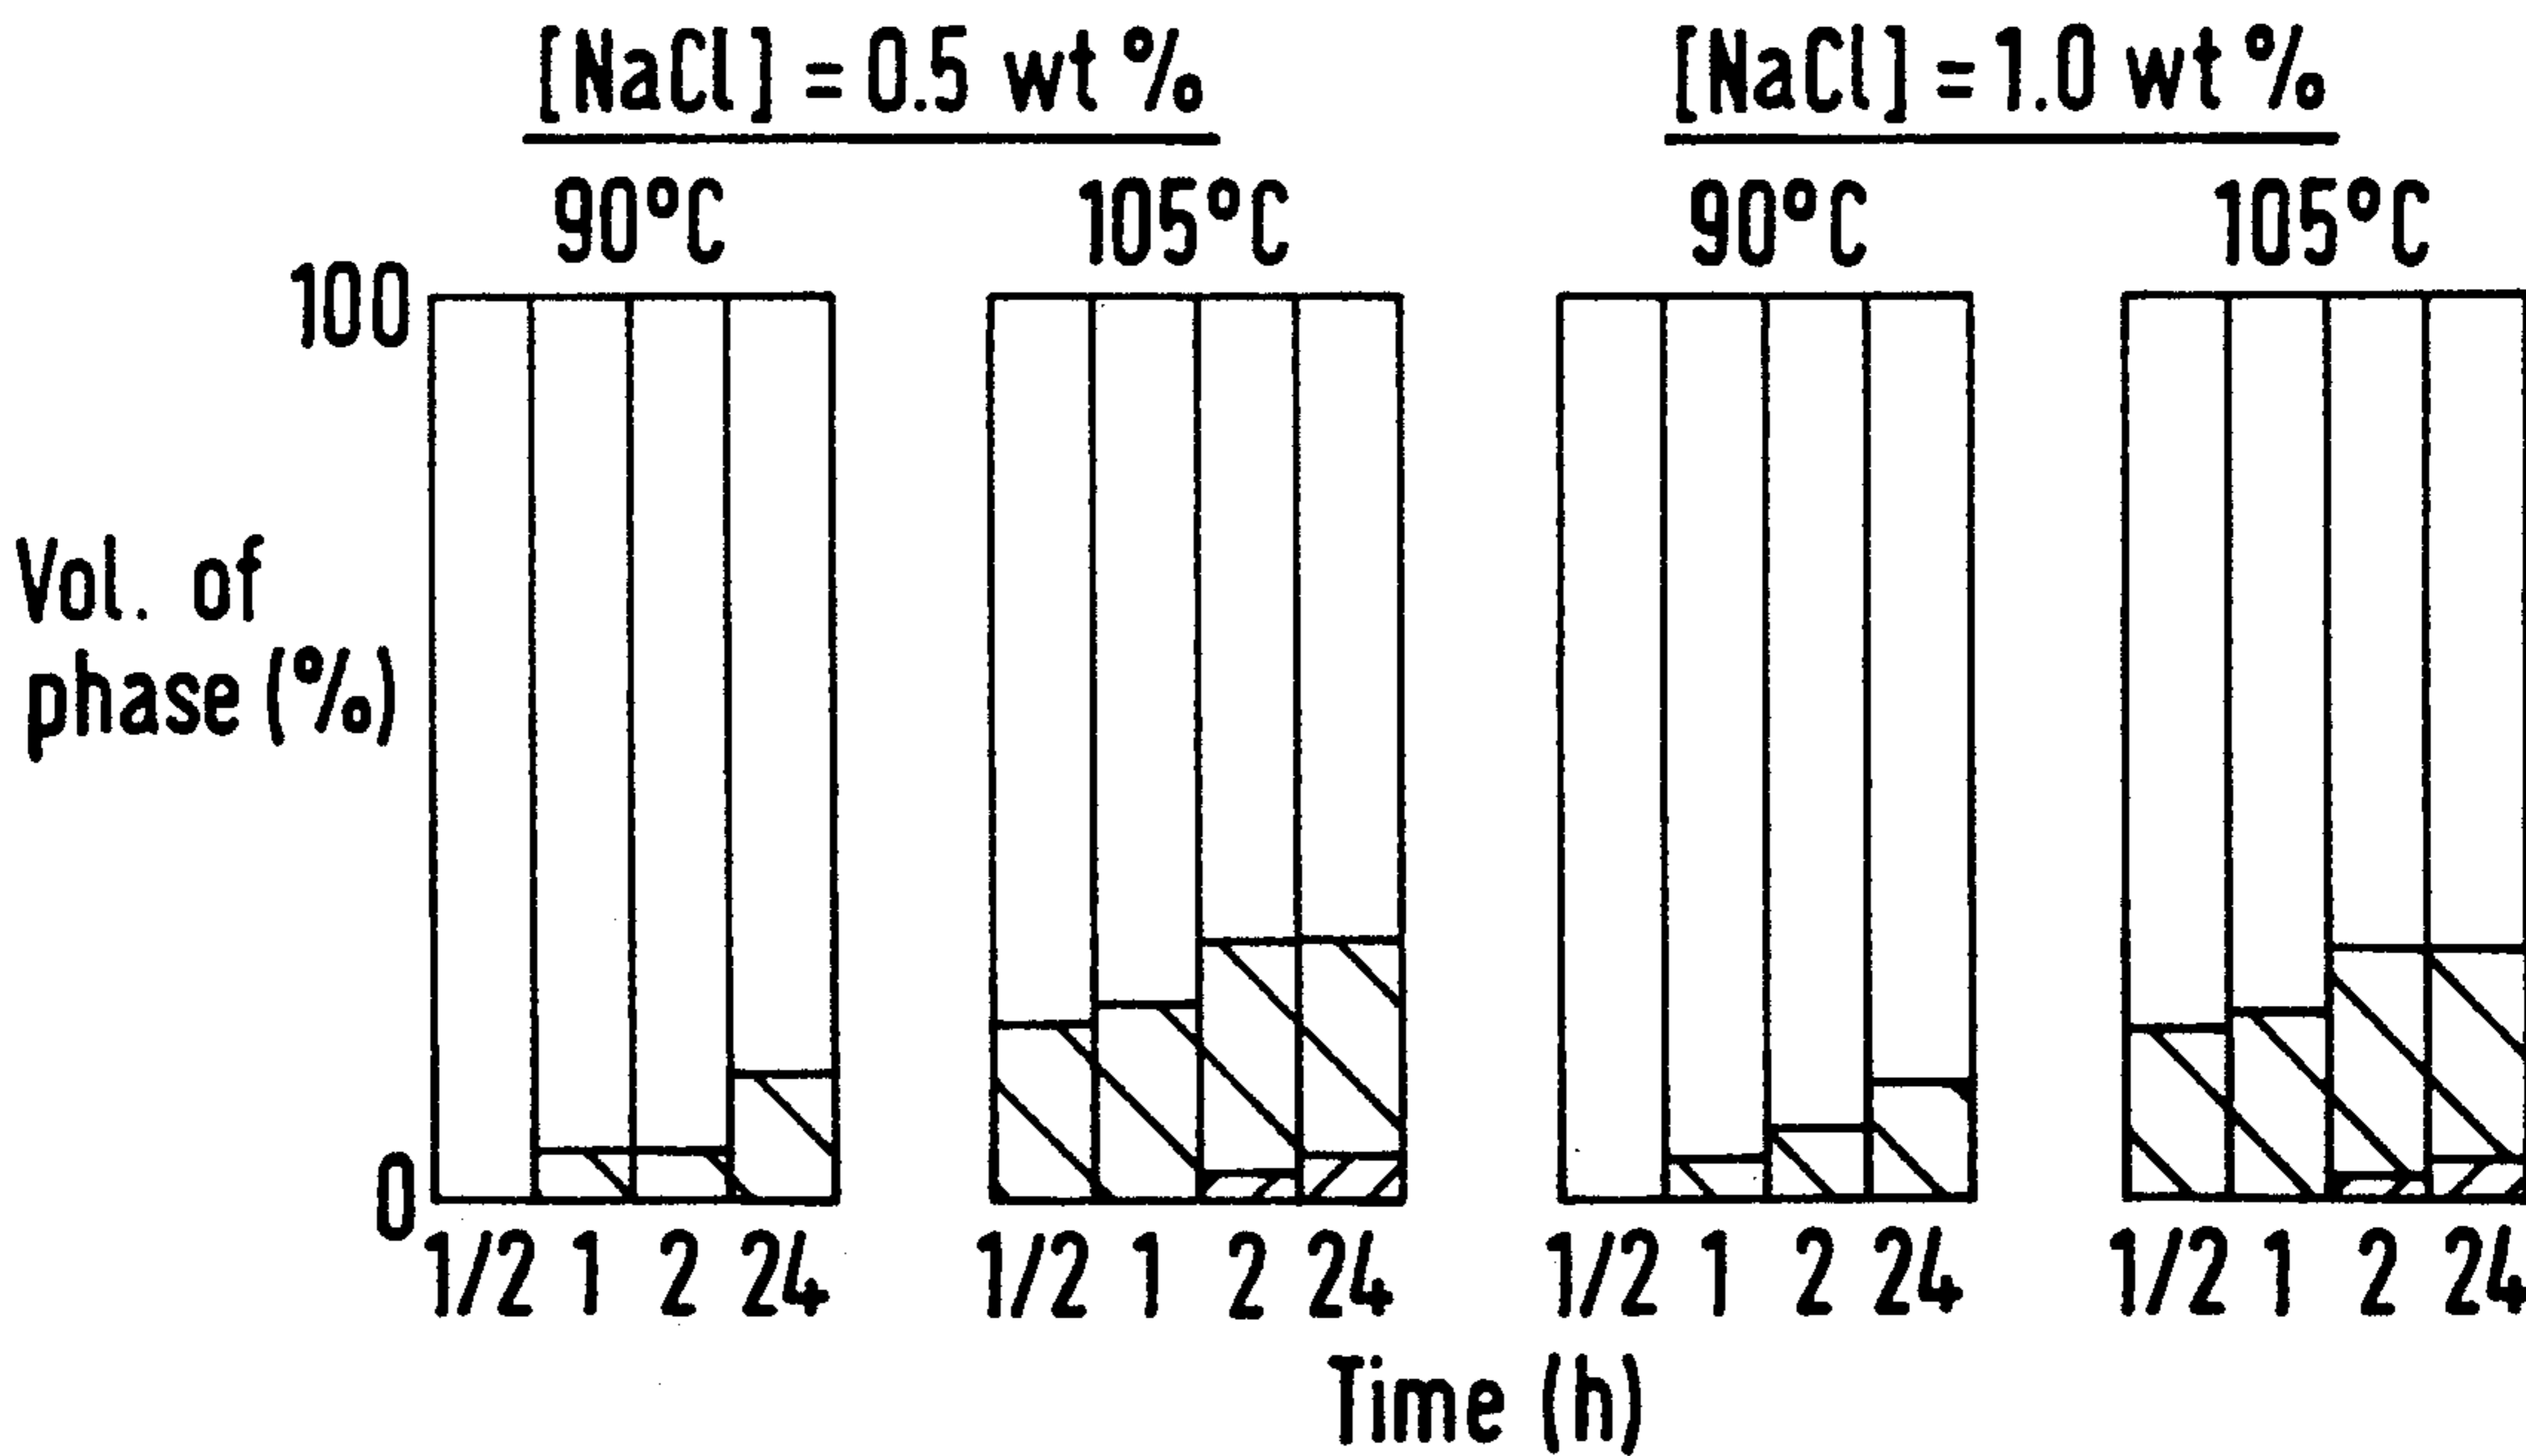 [NaCl] = 0.5 wt %
[NaCl] = 1.0 wt %
90°C
105°C
90°C
105°C
100
Vol. of
phase (%)
0
1/2 1 2 24
1/2 1 2 24
1/2 1 2 24
1/2 1 2 24
Time (h)